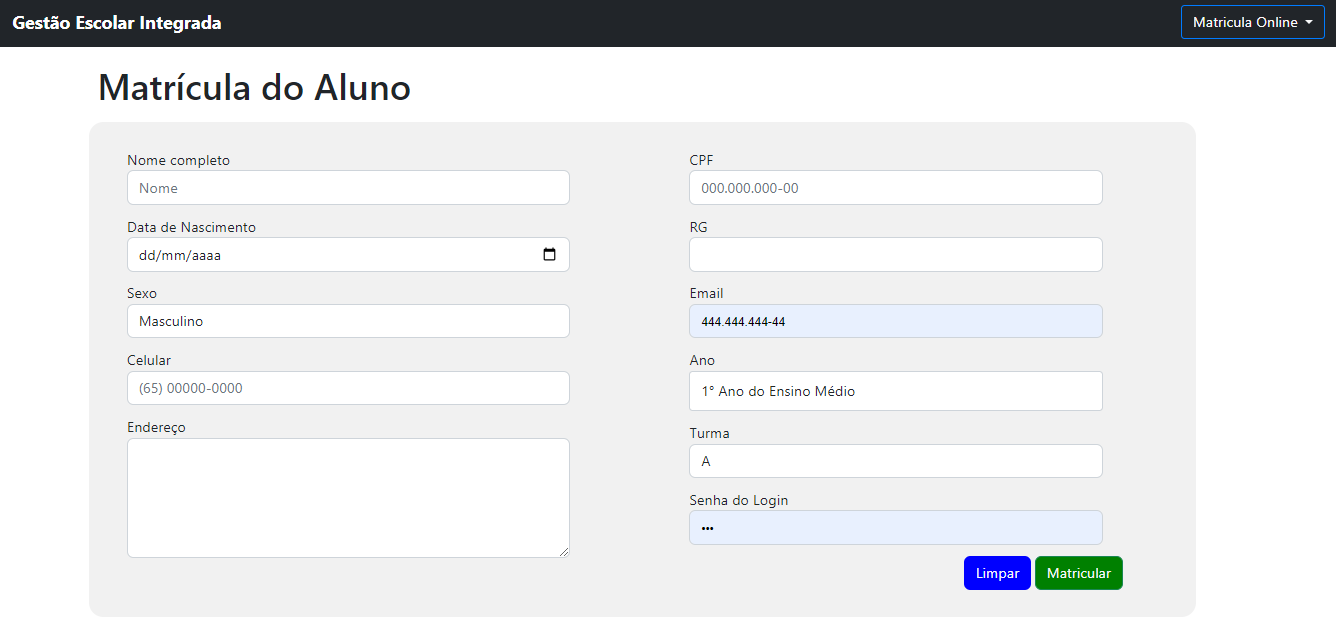 Gestão Escolar Integrada
Matricula Online
Matrícula do Aluno
Nome completo
Nome
Data de Nascimento
dd/mm/aaaa
Sexo
Masculino
Celular
(65) 00000-0000
Endereço
CPF
000.000.000-00
RG
Email
444.444.444-44
Ano
1° Ano do Ensino Médio
Turma
A
Senha do Login
•••
Limpar Matricular